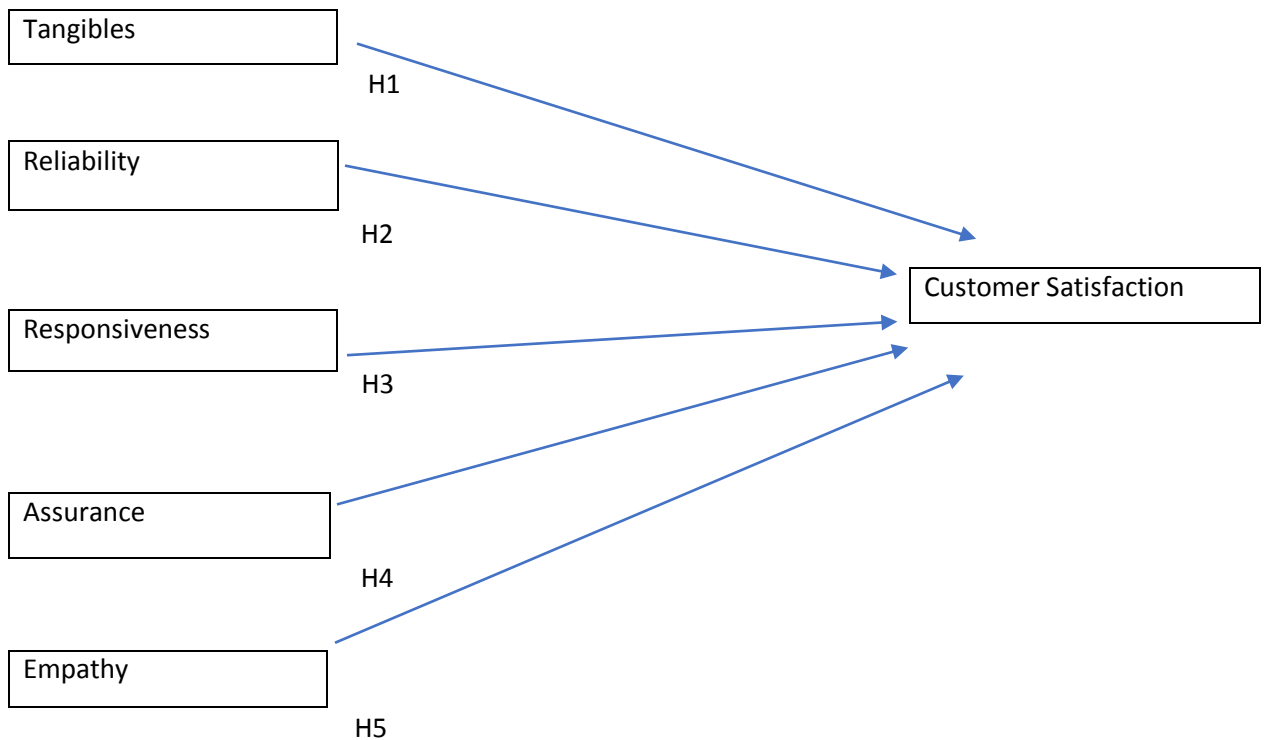 Tangibles
H1
Reliability
H2
Customer Satisfaction
Responsiveness
H3
Assurance
H4
Empathy
H5